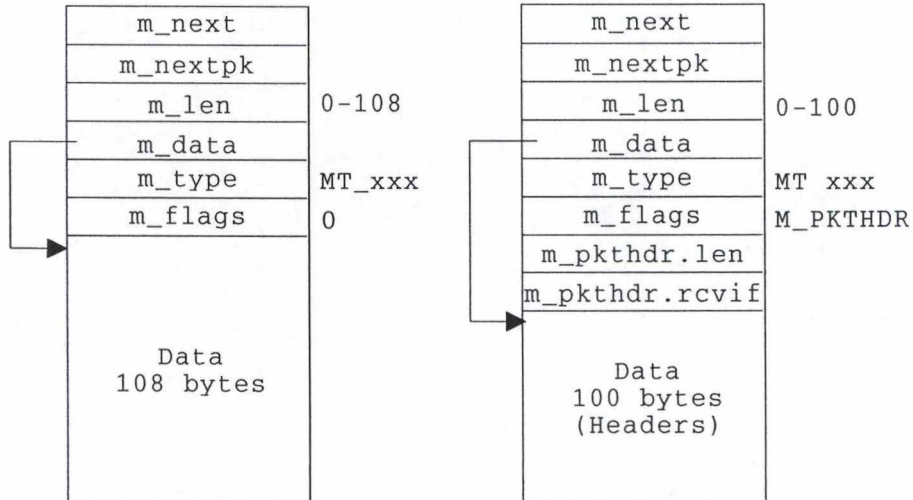 m_next
m_nextpk
m_len 0-108
m_data
m_type MT_xxx
m_flags 0
Data
108 bytes
m_next
m_nextpk
m_len 0-100
m_data
m_type MT xxx
m_flags M_PKTHDR
m_pkthdr.len
m_pkthdr.rcvif
Data
100 bytes
(Headers)